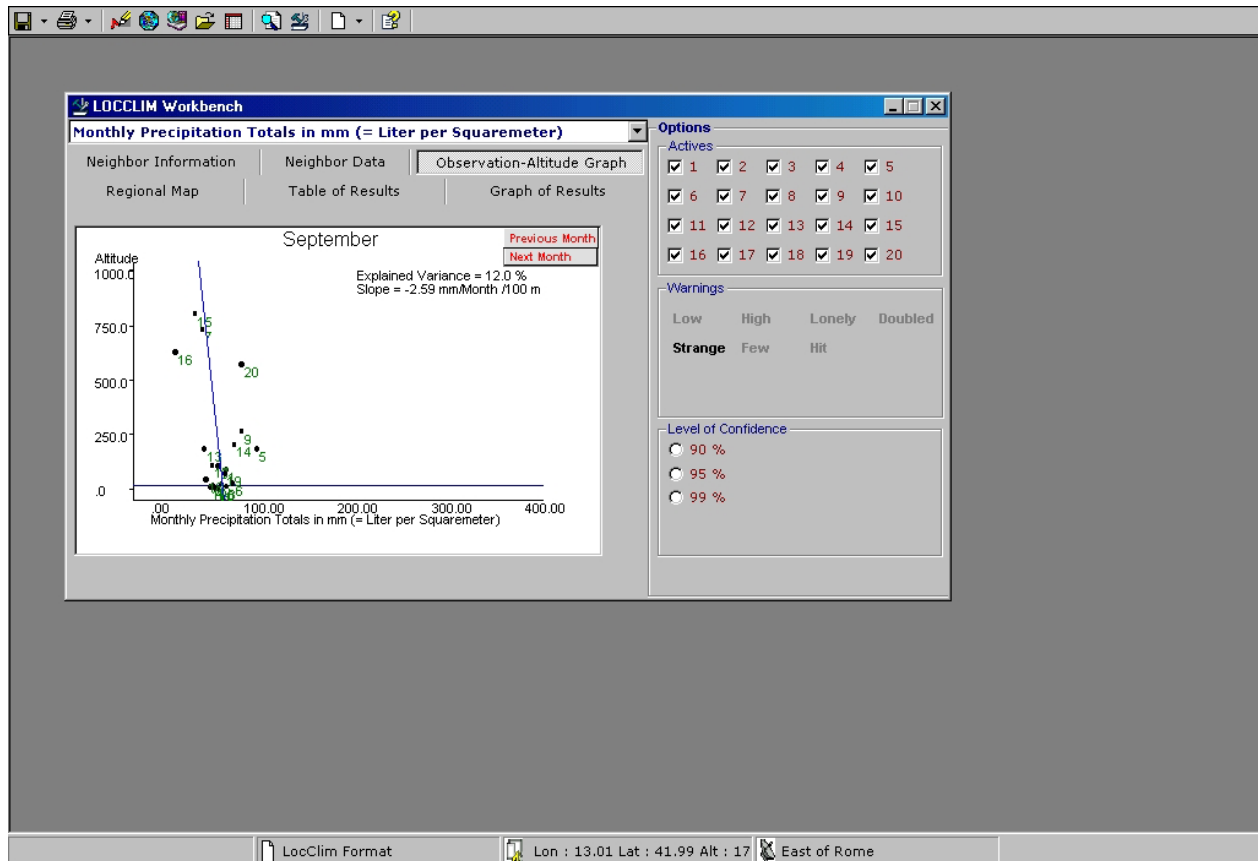 LOCCLIM Workbench
Monthly Precipitation Totals in mm (= Liter per Squaremeter)
Neighbor Information Neighbor Data Observation-Altitude Graph
Regional Map Table of Results Graph of Results
September
Previous Month
Next Month
Altitude
1000.0
Explained Variance = 12.0 %
Slope = -2.59 mm/Month /100 m
750.0
500.0
250.0
.0
15
7
16
20
9
14
5
13
.00 100.00 200.00 300.00 400.00
Monthly Precipitation Totals in mm (= Liter per Squaremeter)
Options
Actives
1 2 3 4 5
6 7 8 9 10
11 12 13 14 15
16 17 18 19 20
Warnings
Low High Lonely Doubled
Strange Few Hit
Level of Confidence
90 %
95 %
99 %
LocClim Format
Lon : 13.01 Lat : 41.99 Alt : 17
East of Rome